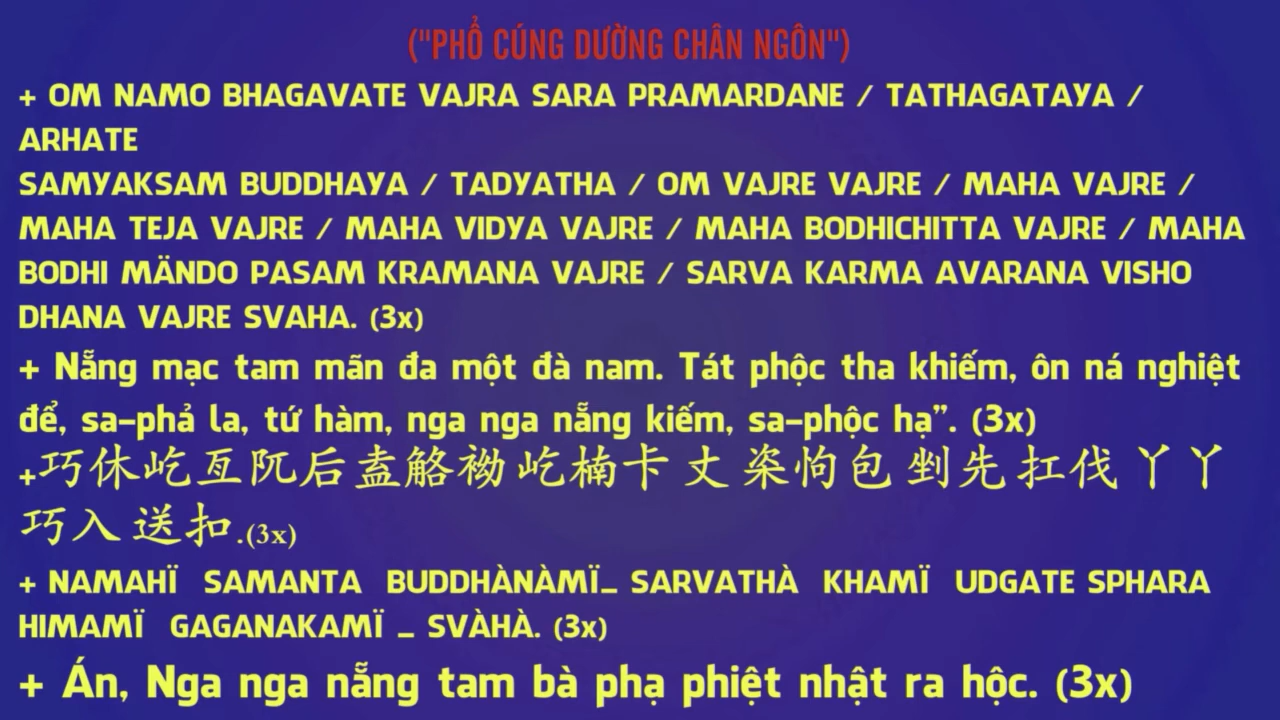 ("PHỔ CÚNG DƯỜNG CHÂN NGÔN")
+ OM NAMO BHAGAVATE VAJRA SARA PRAMARDANE / TATHAGATAYA /
ARHATE
SAMYAKSAM BUDDHAYA / TADYATHA / OM VAJRE VAJRE / MAHA VAJRE /
MAHA TEJA VAJRE / MAHA VIDYA VAJRE / MAHA BODHICHITTA VAJRE / MAHA
BODHI MÄNDO PASAM KRAMANA VAJRE / SARVA KARMA AVARANA VISHO
DHANA VAJRE SVAHA. (3x)
+ Nẵng mạc tam mãn đa một đà nam. Tát phộc tha khiếm, ôn ná nghiệt
để, sa-phả la, tứ hàm, nga nga nẵng kiếm, sa-phộc hạ”. (3x)
+巧休屹亙阢后盍觡袎屹楠卡丈楶怐包剉先扛伐丫丫
巧入送扣.(3x)
+ NAMAHÏ SAMANTA BUDDHÀNÀMÏ_ SARVATHÀ KHAMÏ UDGATE SPHARA
HIMAMÏ GAGANAKAMÏ _ SVÀHÀ. (3x)
+ Án, Nga nga nẵng tam bà phạ phiệt nhật ra hộc. (3x)